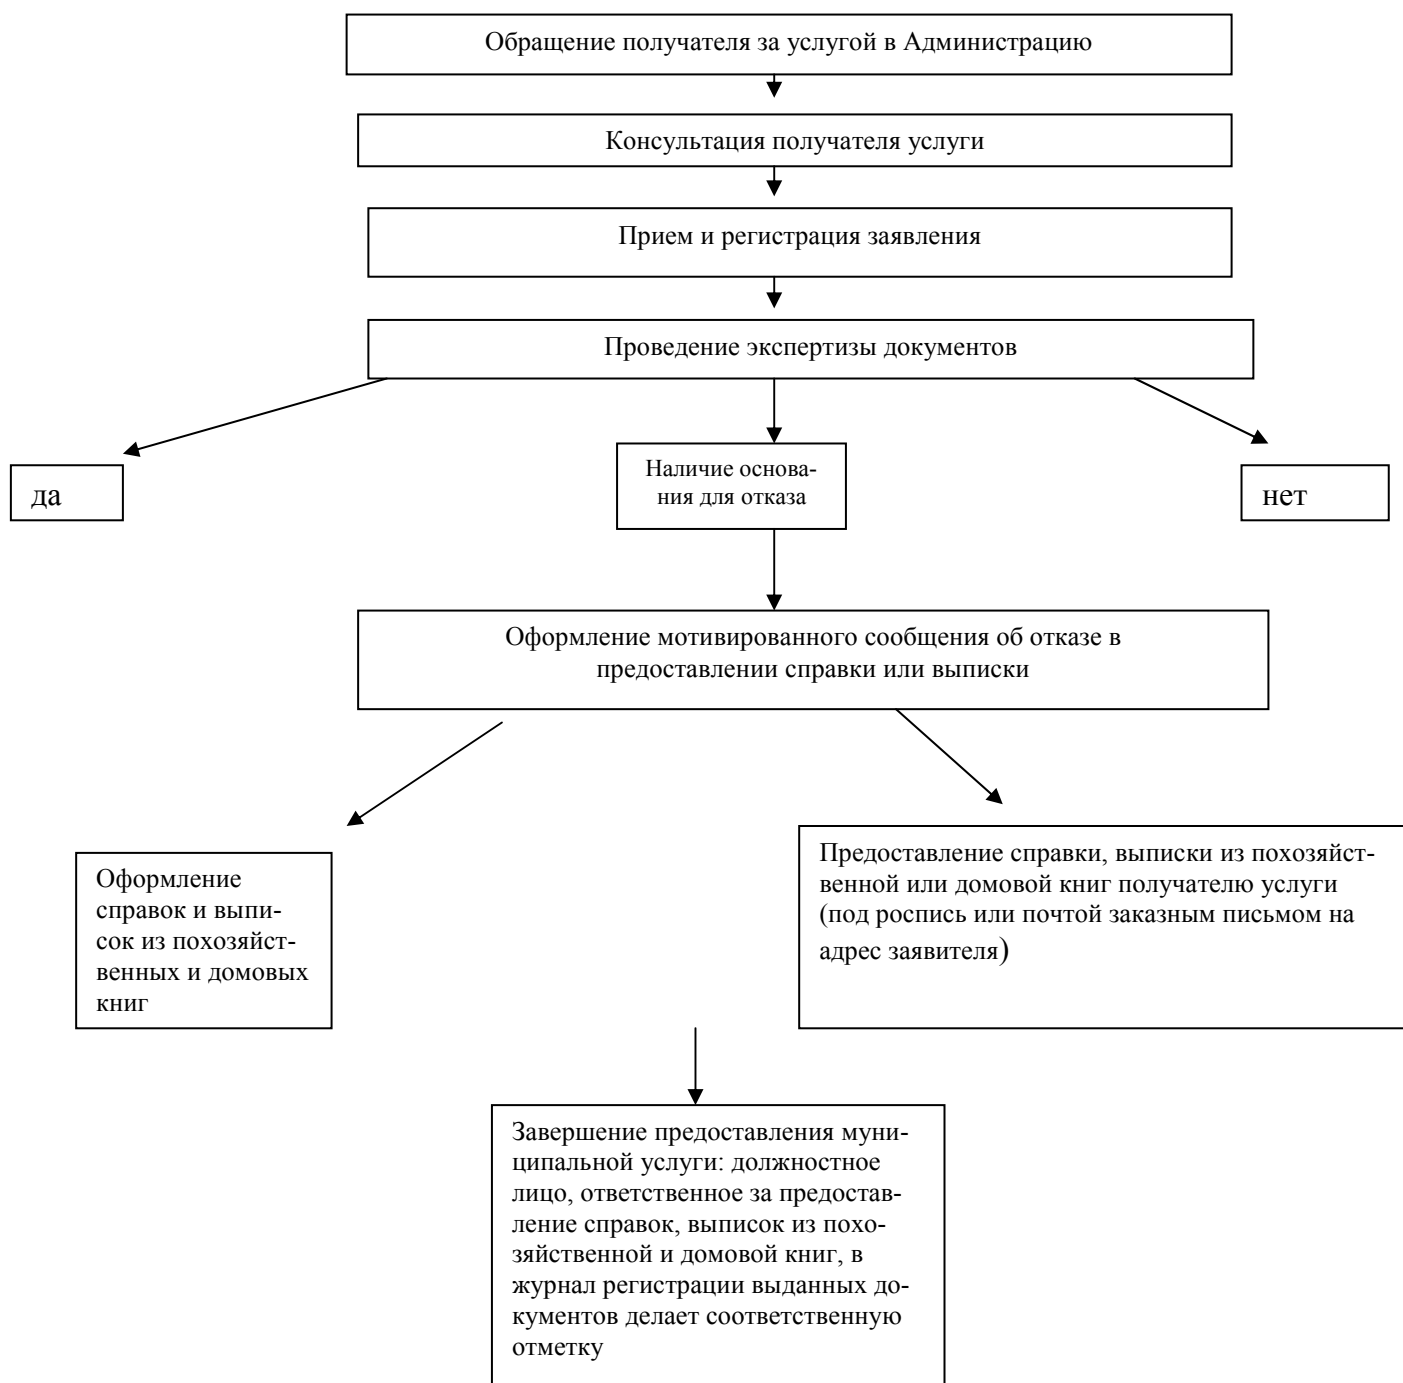 Обращение получателя за услугой в Администрацию
Консультация получателя услуги
Прием и регистрация заявления
Проведение экспертизы документов
да
Наличие основа-
ния для отказа
нет
Оформление мотивированного сообщения об отказе в
предоставлении справки или выписки
Оформление
справок и выпи-
сок из похозяйст-
венных и домовых
книг
Предоставление справки, выписки из похозяйст-
венной или домовой книг получателю услуги
(под роспись или почтой заказным письмом на
адрес заявителя)
Завершение предоставления муни-
ципальной услуги: должностное
лицо, ответственное за предостав-
ление справок, выписок из похо-
зяйственной и домовой книг, в
журнал регистрации выданных до-
кументов делает соответственную
отметку